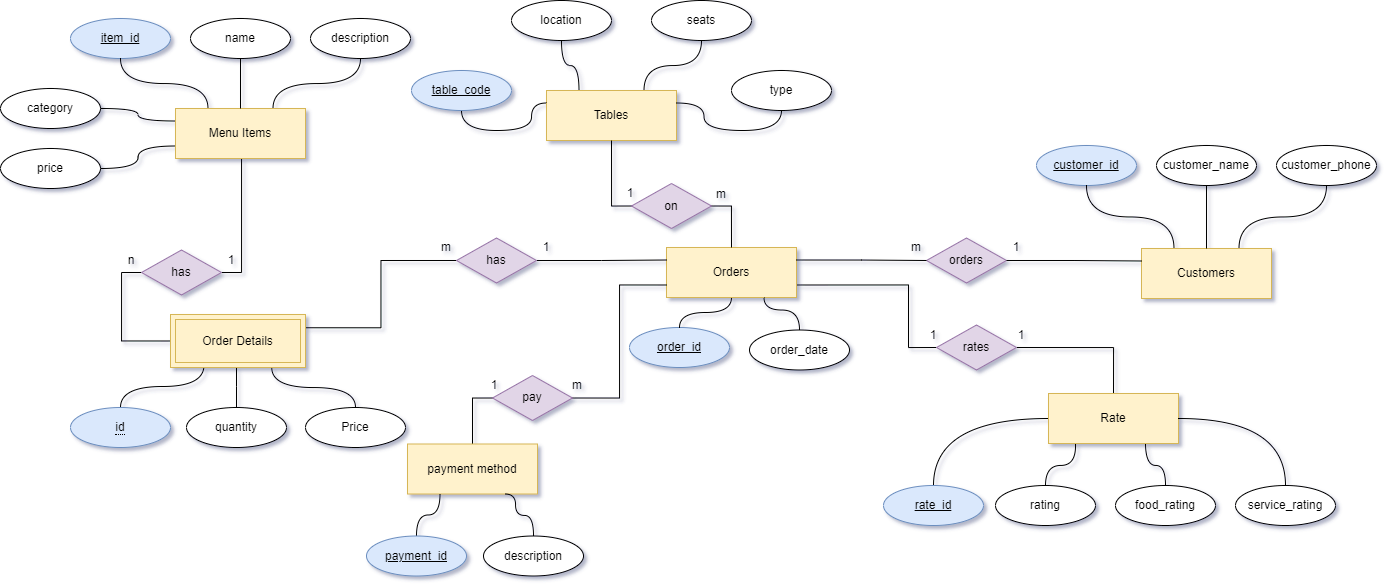 location
seats
item_id
name
description
table_code
type
category
Menu Items
Tables
price
customer_id
customer_name
customer_phone
1
on
m
n
has
1
m
has
1
Orders
m
orders
1
Customers
Order Details
order_id
order_date
1
rates
1
1
pay
m
id
quantity
Price
Rate
payment method
rate_id
rating
food_rating
service_rating
payment_id
description